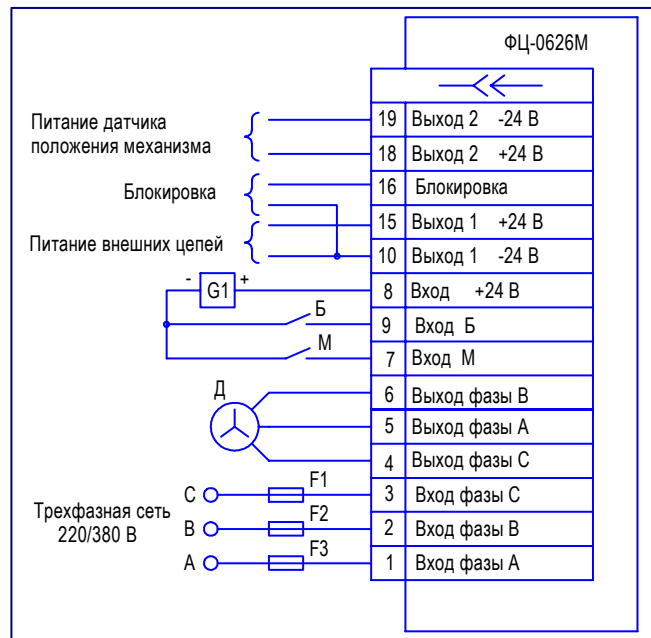 ФЦ-0626М
Питание датчика
положения механизма
19 Выход 2 -24 В
18 Выход 2 +24 В
Блокировка
16 Блокировка
15 Выход 1 +24 В
Питание внешних цепей
10 Выход 1 -24 В
- G1 +
8 Вход +24 В
Б
9 Вход Б
М
7 Вход М
Д
6 Выход фазы В
5 Выход фазы А
4 Выход фазы С
Трехфазная сеть
220/380 В
С F1
3 Вход фазы С
В F2
2 Вход фазы В
А F3
1 Вход фазы А